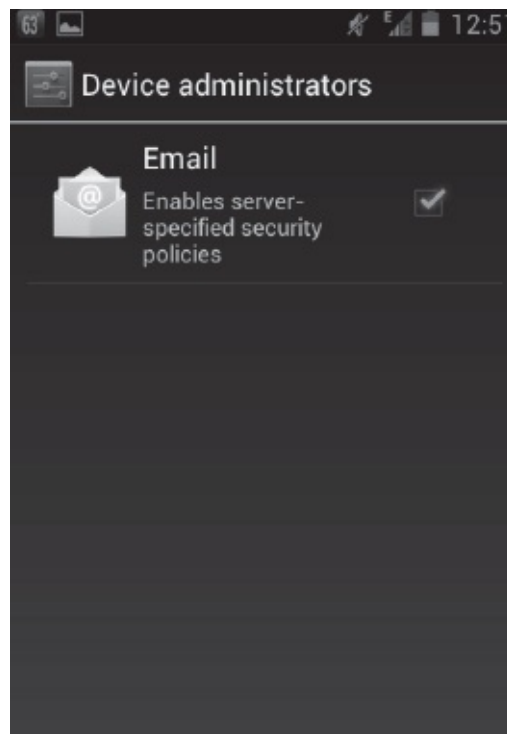 63 E 12:5
Device administrators
Email
@
Enables server-
specified security
policies